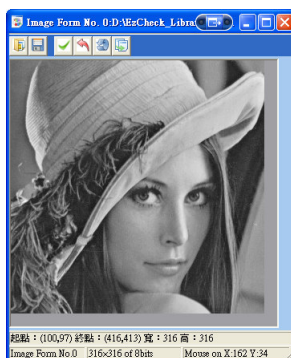 Image Form No. 0:D:\EzCheck_Libra
起點：(100,97) 終點：(416,413) 寬：316 高：316
Image Form No.0 316×316 of 8bits Mouse on X:162 Y:34